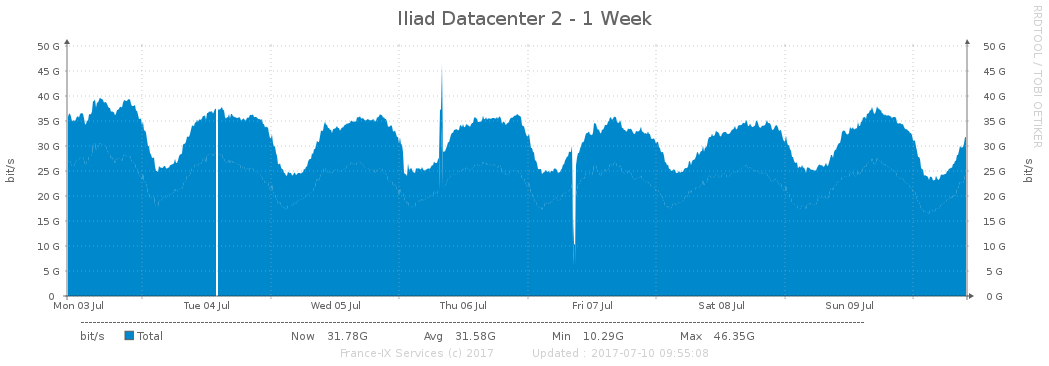 Iliad Datacenter 2 - 1 Week
RRDTOOL / TOBI OETIKER
50 G 50 G
45 G 45 G
40 G 40 G
35 G 35 G
30 G 30 G
25 G 25 G
20 G 20 G
15 G 15 G
10 G 10 G
5 G 5 G
0 0 G
bit/s bit/s
Mon 03 Jul Tue 04 Jul Wed 05 Jul Thu 06 Jul Fri 07 Jul Sat 08 Jul Sun 09 Jul
bit/s Total Now 31.78G Avg 31.58G Min 10.29G Max 46.35G
France-IX Services (c) 2017 Updated : 2017-07-10 09:55:08